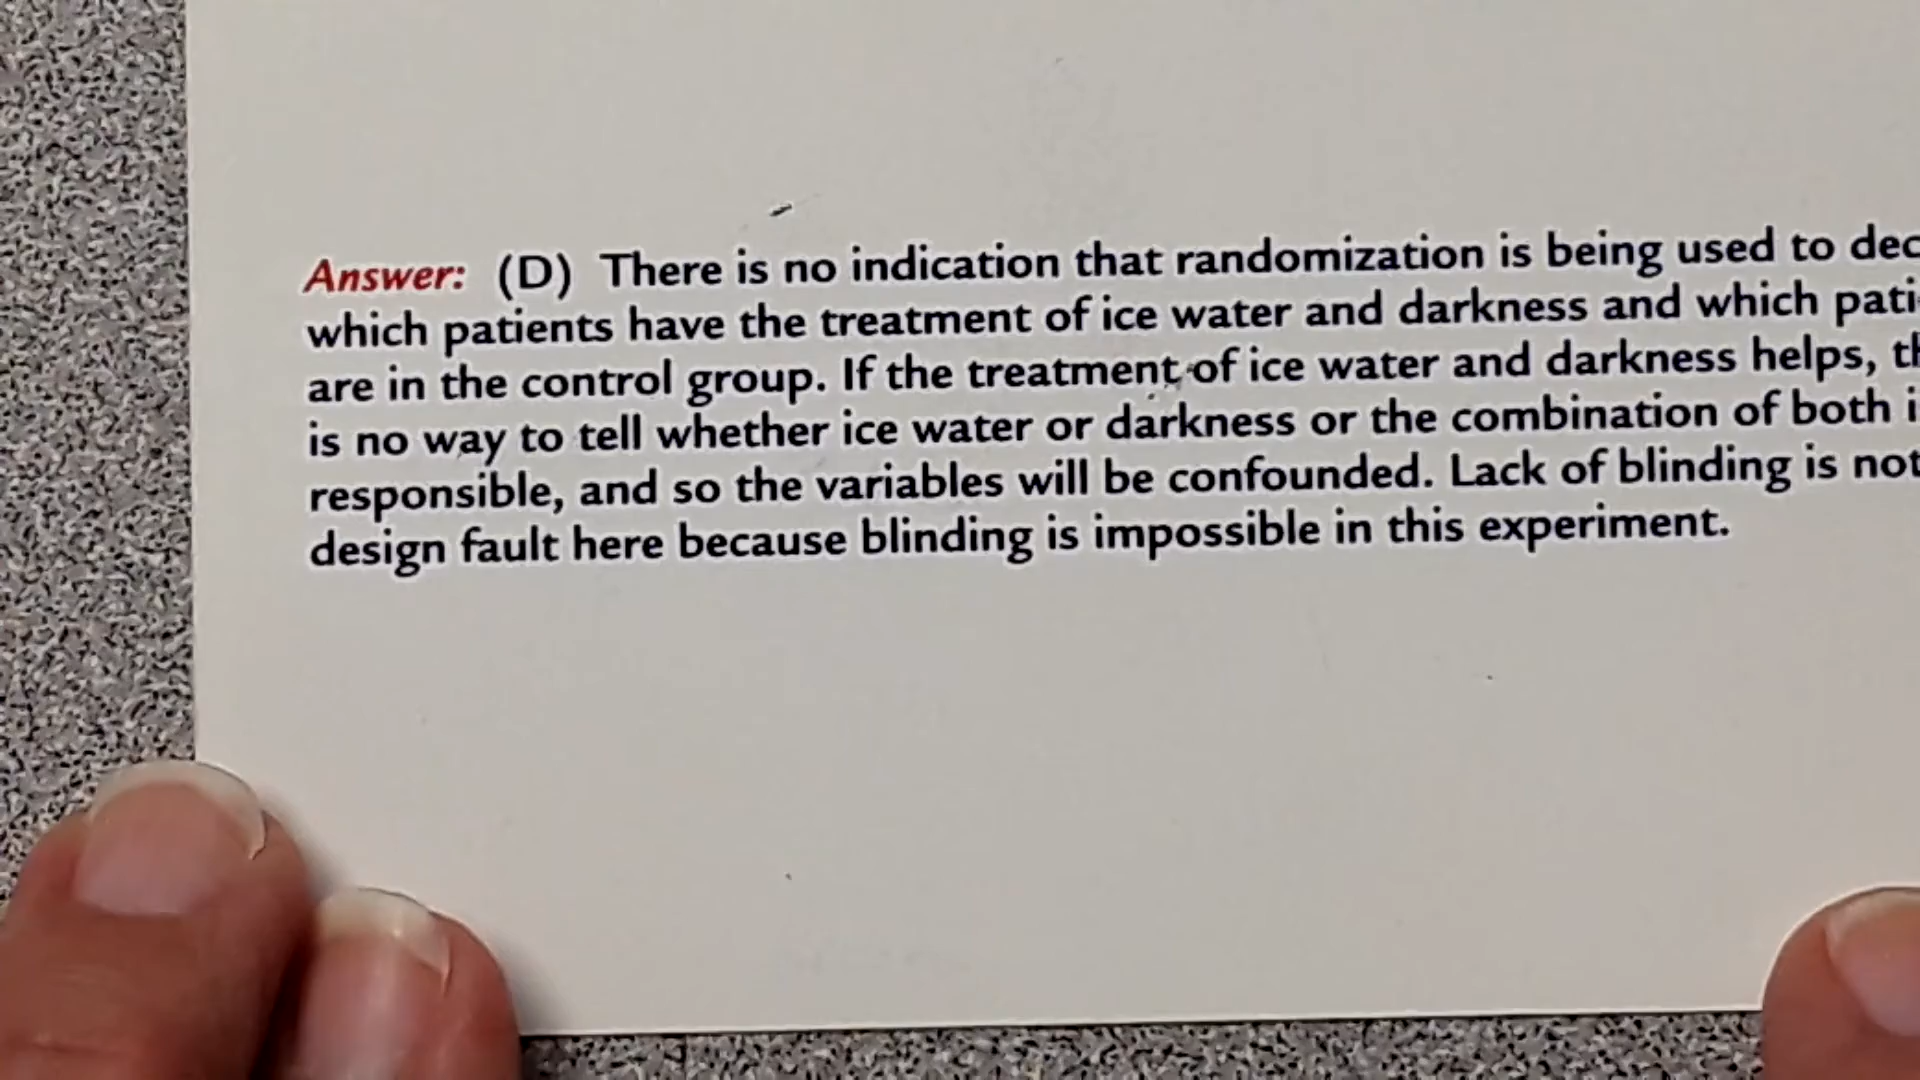 Answer: (D) There is no indication that randomization is being used to
which patients have the treatment of ice water and darkness and which
are in the control group. If the treatment of ice water and darkness helps,
is no way to tell whether ice water or darkness or the combination of both
responsible, and so the variables will be confounded. Lack of blinding is not
design fault here because blinding is impossible in this experiment.